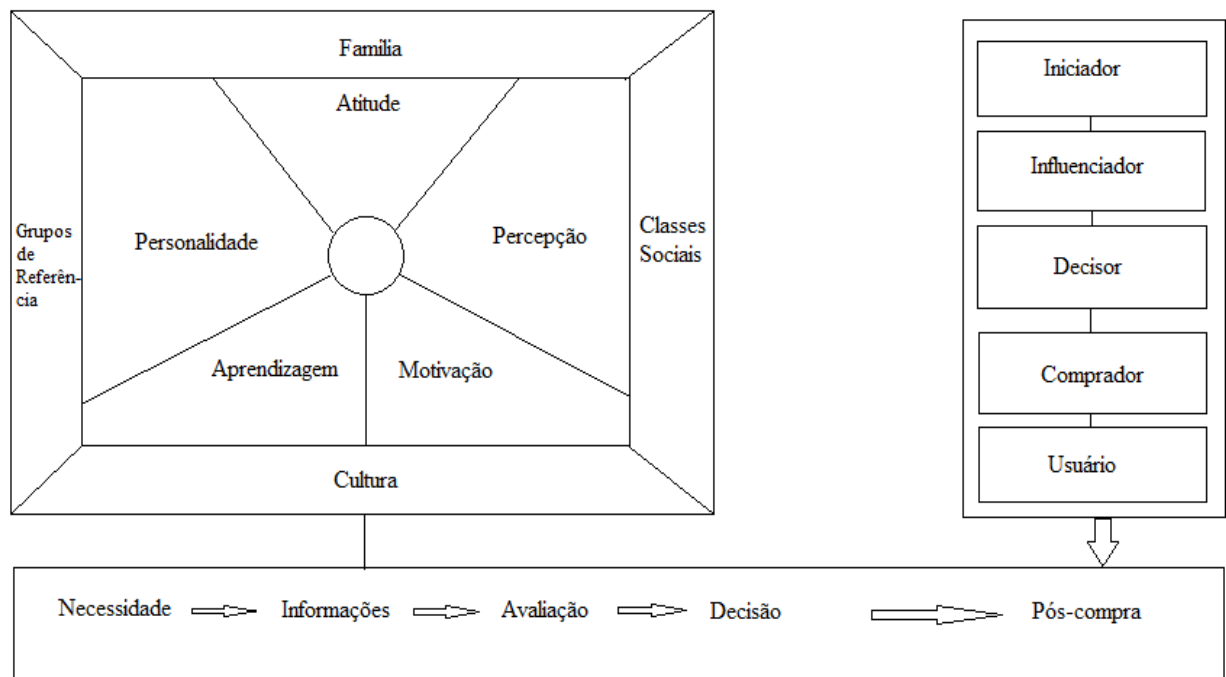 Família
Atitude
Grupos
de
Referên-
cia
Personalidade
Percepção
Classes
Sociais
Aprendizagem
Motivação
Cultura
Iniciador
Influenciador
Decisor
Comprador
Usuário
Necessidade Informações Avaliação Decisão Pós-compra